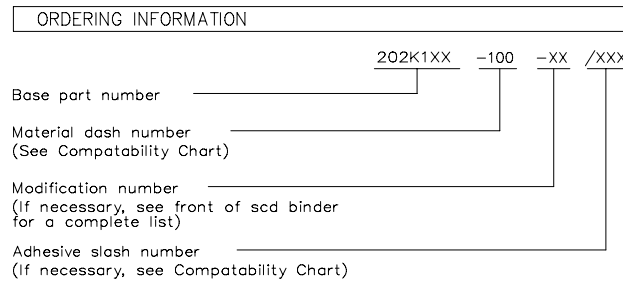 ORDERING INFORMATION
202K1XX -100 -XX /XXX
Base part number
Material dash number
(See Compatability Chart)
Modification number
(If necessary, see front of scd binder
for a complete list)
Adhesive slash number
(If necessary, see Compatability Chart)